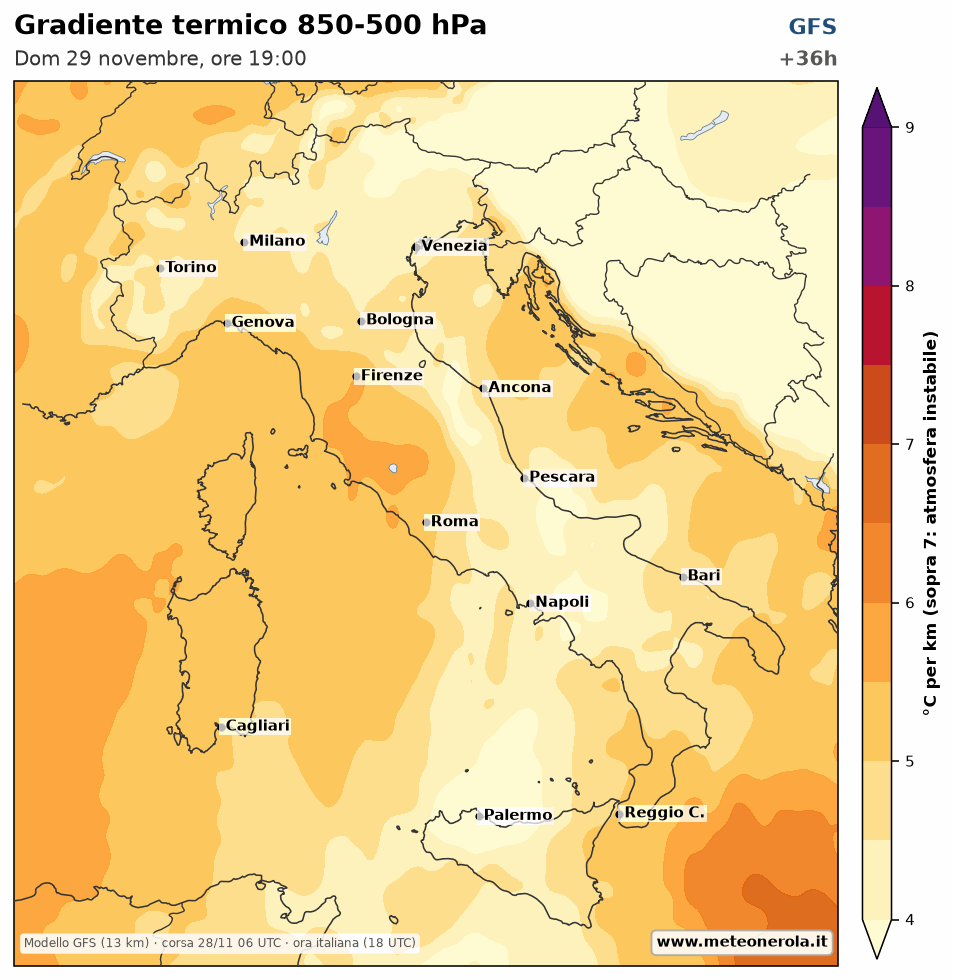 Gradiente termico 850-500 hPa
GFS
Dom 29 novembre, ore 19:00
+36h
Milano
Venezia
Torino
Genova
Bologna
Firenze
Ancona
Pescara
Roma
Bari
Napoli
Cagliari
Palermo
Reggio C.
9
8
7
6
5
4
°C per km (sopra 7: atmosfera instabile)
Modello GFS (13 km) · corsa 28/11 06 UTC · ora italiana (18 UTC)
www.meteonerola.it